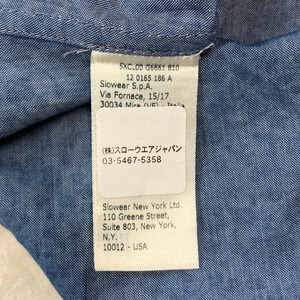 5XCL00 G6661 810
12 0165 186 A
Slowear S.p.A.
Via Fornace, 15/17
30034 Mira (VE) - Italia
(株)スローウエアジャパン
03-5467-5358
Slowear New York Ltd.
110 Greene Street,
Suite 803, New York,
N.Y.
10012 - USA